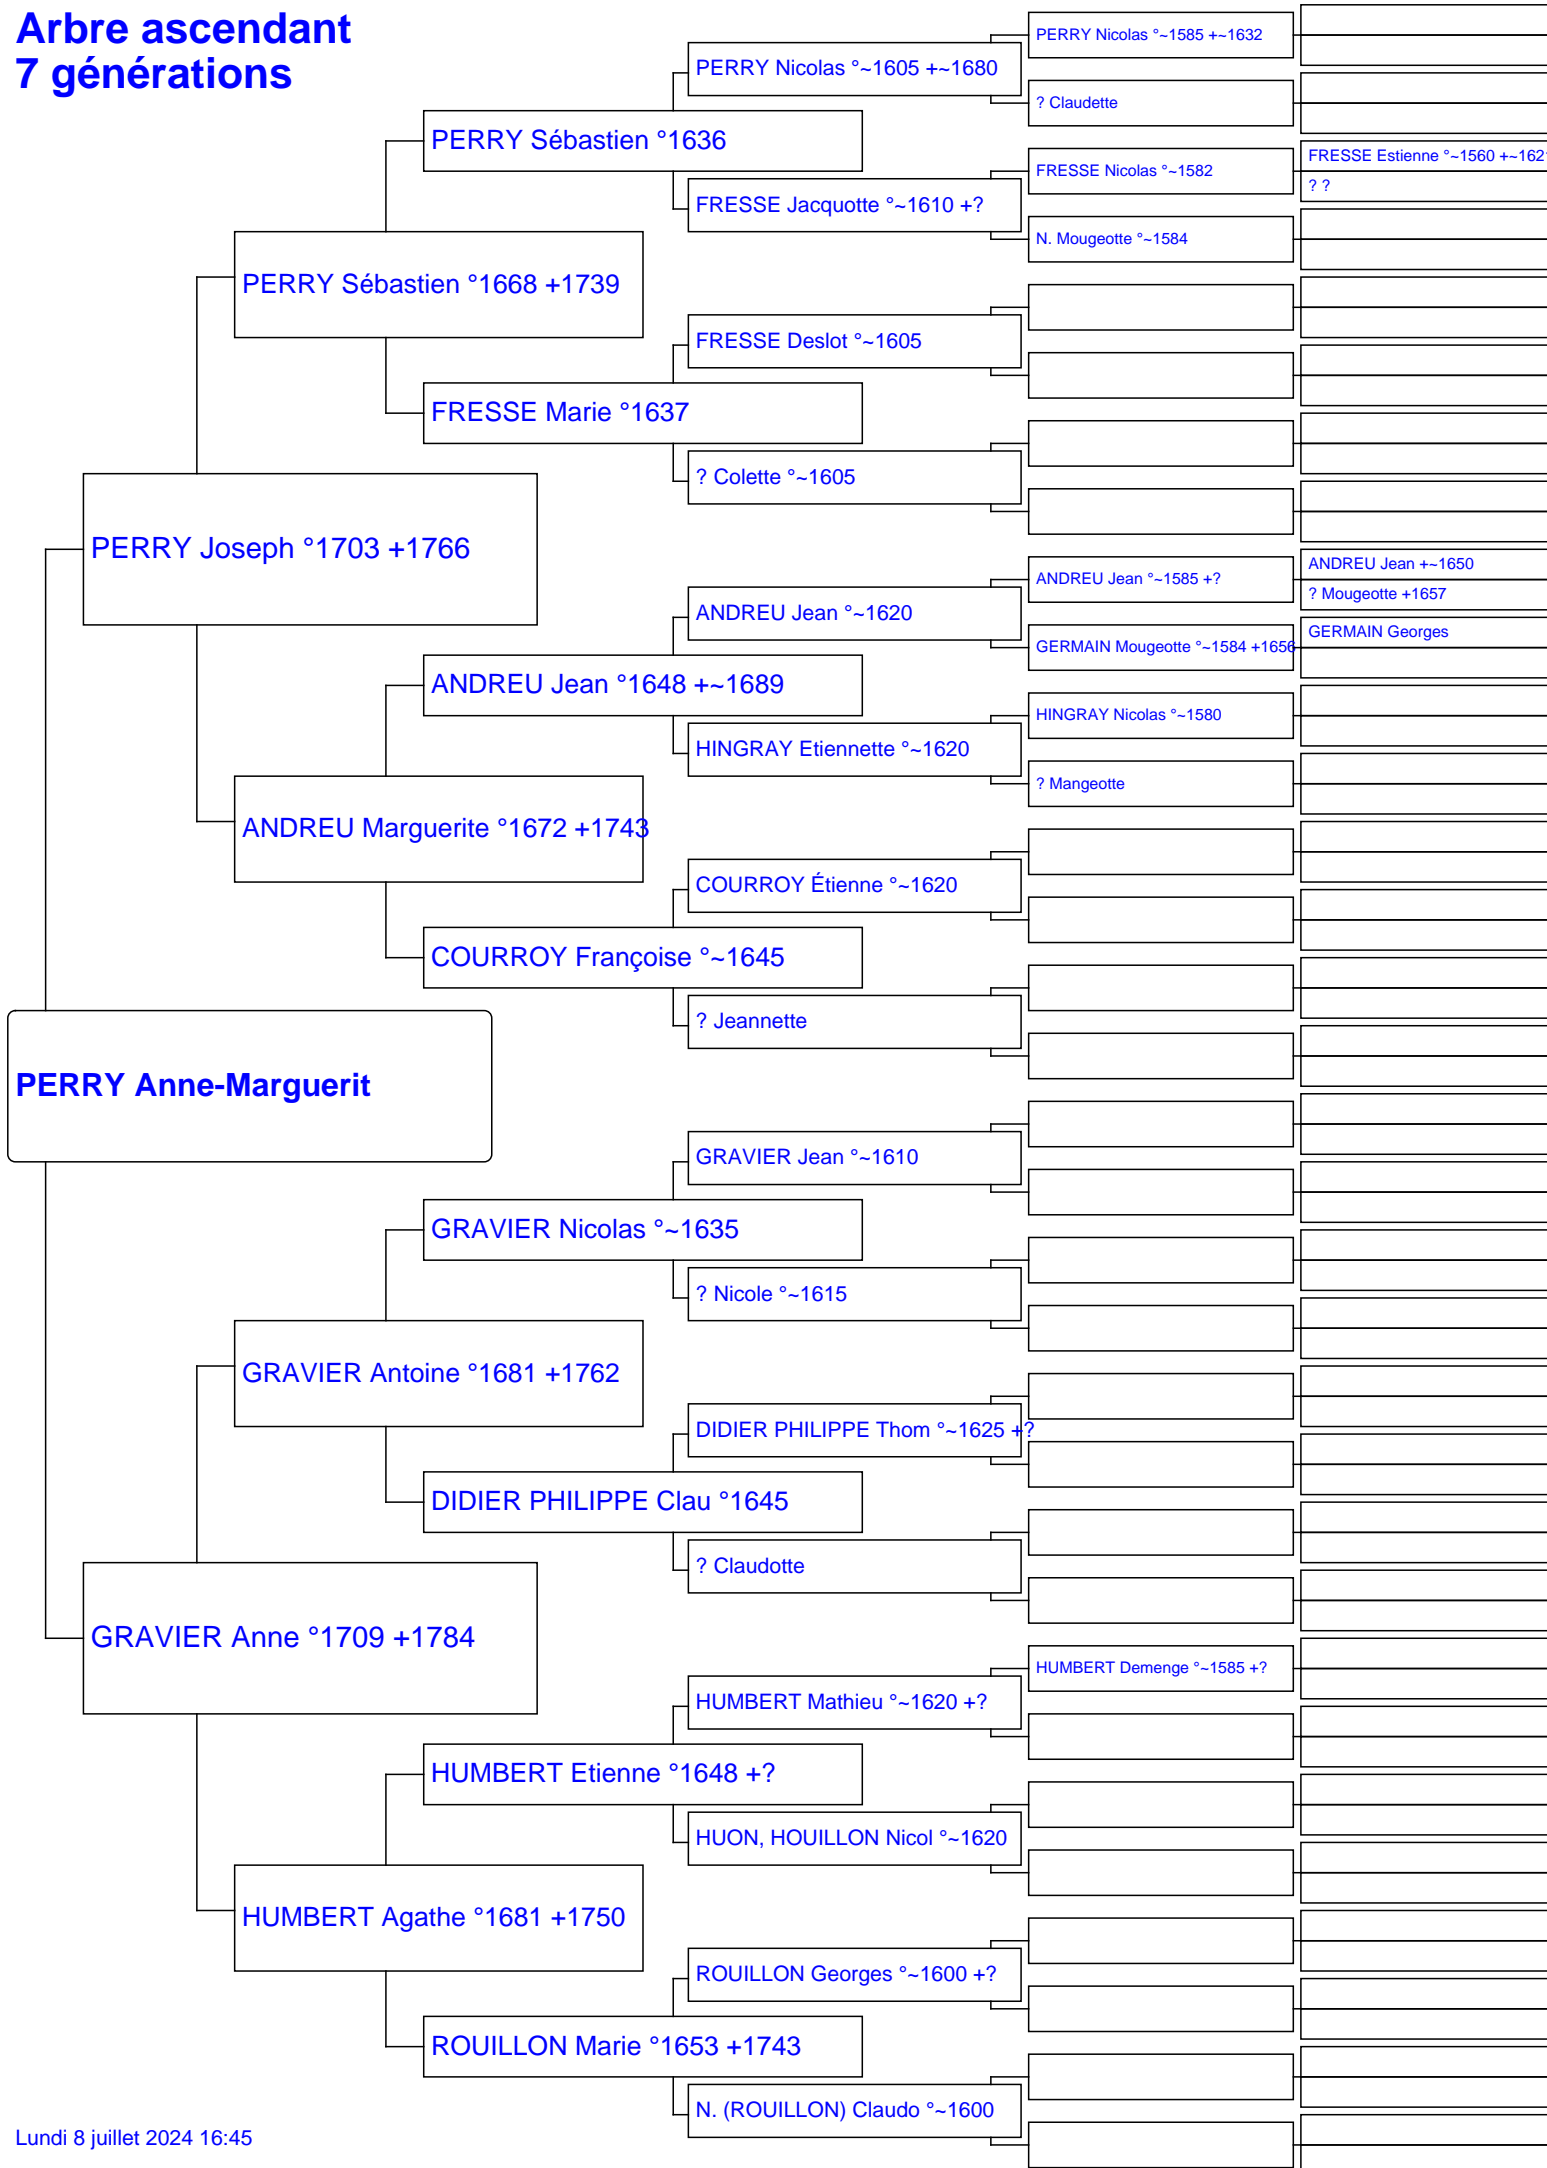 Arbre ascendant
7 générations
PERRY Nicolas °~1585 +~1632
PERRY Nicolas °~1605 +~1680
? Claudette
PERRY Sébastien °1636
FRESSE Estienne °~1560 +~162
FRESSE Nicolas °~1582
? ?
FRESSE Jacquotte °~1610 +?
N. Mougeotte °~1584
PERRY Sébastien °1668 +1739
FRESSE Deslot °~1605
FRESSE Marie °1637
? Colette °~1605
PERRY Joseph °1703 +1766
ANDREU Jean +~1650
ANDREU Jean °~1585 +?
? Mougeotte +1657
ANDREU Jean °~1620
GERMAIN Georges
GERMAIN Mougeotte °~1584 +1656
ANDREU Jean °1648 +~1689
HINGRAY Nicolas °~1580
HINGRAY Etiennette °~1620
? Mangeotte
ANDREU Marguerite °1672 +1743
COURROY Étienne °~1620
COURROY Françoise °~1645
? Jeannette
PERRY Anne-Marguerit
GRAVIER Jean °~1610
GRAVIER Nicolas °~1635
? Nicole °~1615
GRAVIER Antoine °1681 +1762
DIDIER PHILIPPE Thom °~1625 +?
DIDIER PHILIPPE Clau °1645
? Claudotte
GRAVIER Anne °1709 +1784
HUMBERT Demenge °~1585 +?
HUMBERT Mathieu °~1620 +?
HUMBERT Etienne °1648 +?
HUON, HOUILLON Nicol °~1620
HUMBERT Agathe °1681 +1750
ROUILLON Georges °~1600 +?
ROUILLON Marie °1653 +1743
N. (ROUILLON) Claudo °~1600
Lundi 8 juillet 2024 16:45